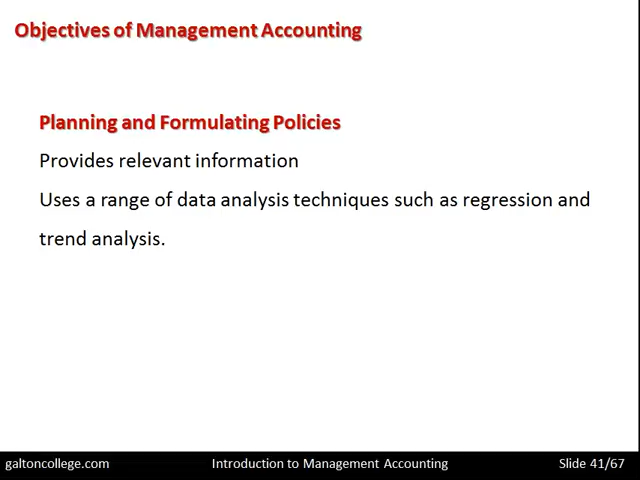 Objectives of Management Accounting
Planning and Formulating Policies
Provides relevant information
Uses a range of data analysis techniques such as regression and
trend analysis.
galtoncollege.com
Introduction to Management Accounting
Slide 41/67